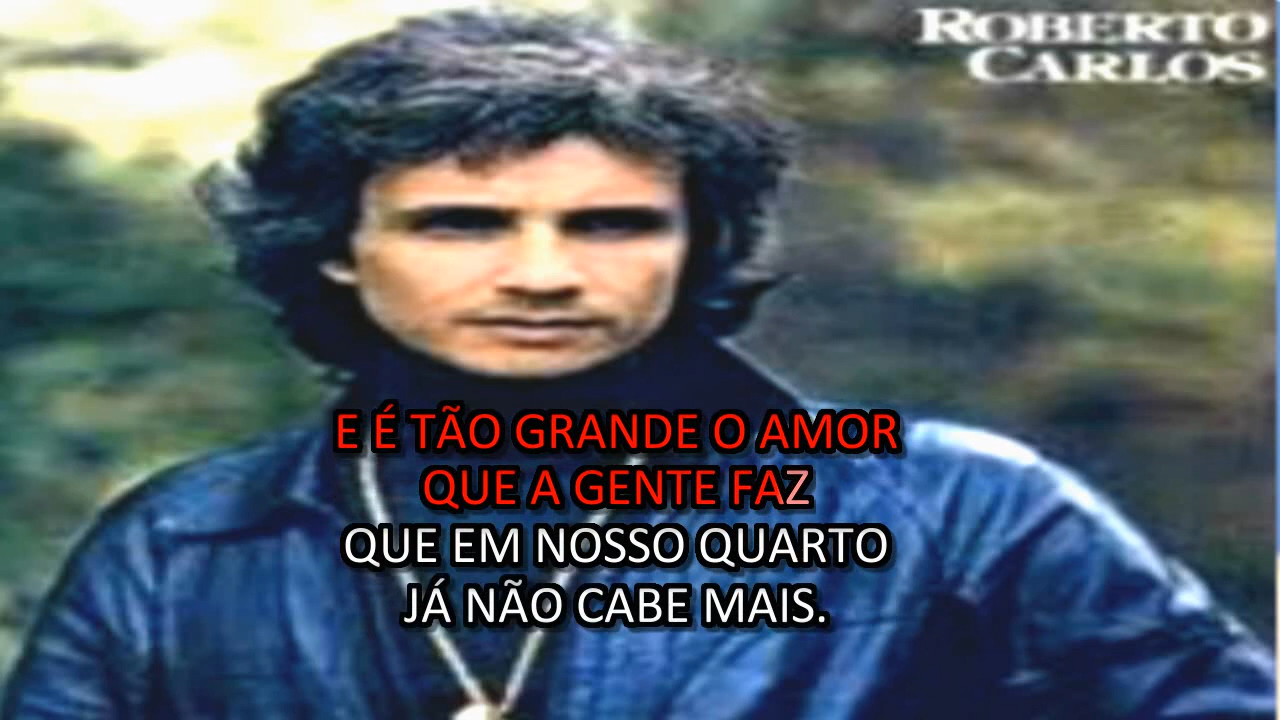 ROBERTO
CARLOS
E É TÃO GRANDE O AMOR
QUE A GENTE FAZ
QUE EM NOSSO QUARTO
JÁ NÃO CABE MAIS.